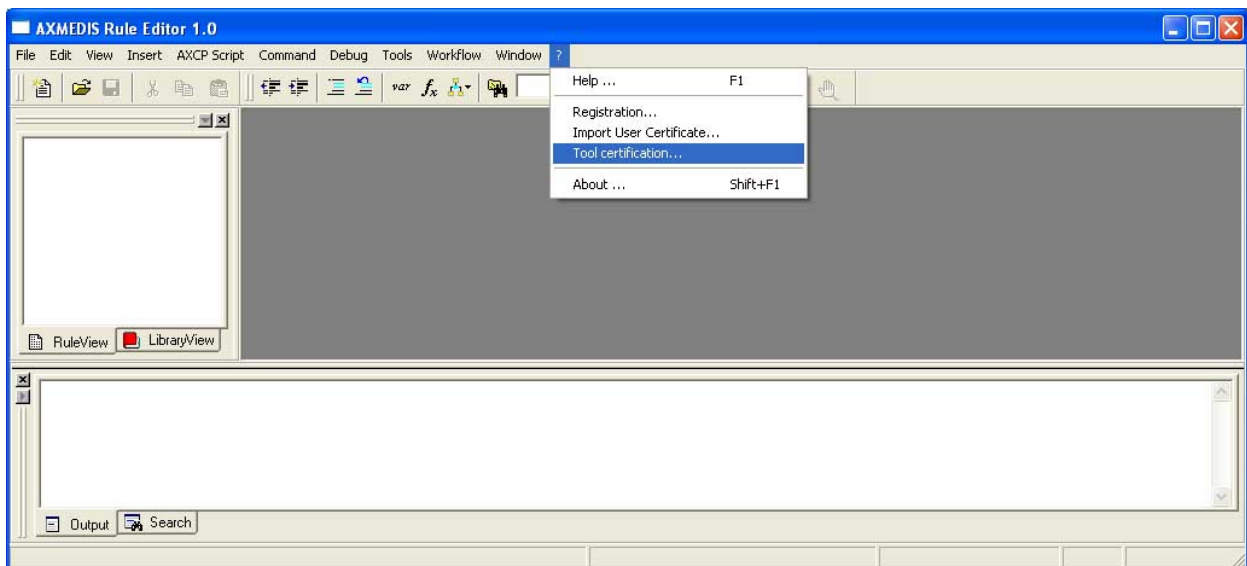 AXMEDIS Rule Editor 1.0
File Edit View Insert AXCP Script Command Debug Tools Workflow Window ?
var fx
Help ... F1
Registration...
Import User Certificate...
Tool certification...
About ... Shift+F1
RuleView LibraryView
Output Search